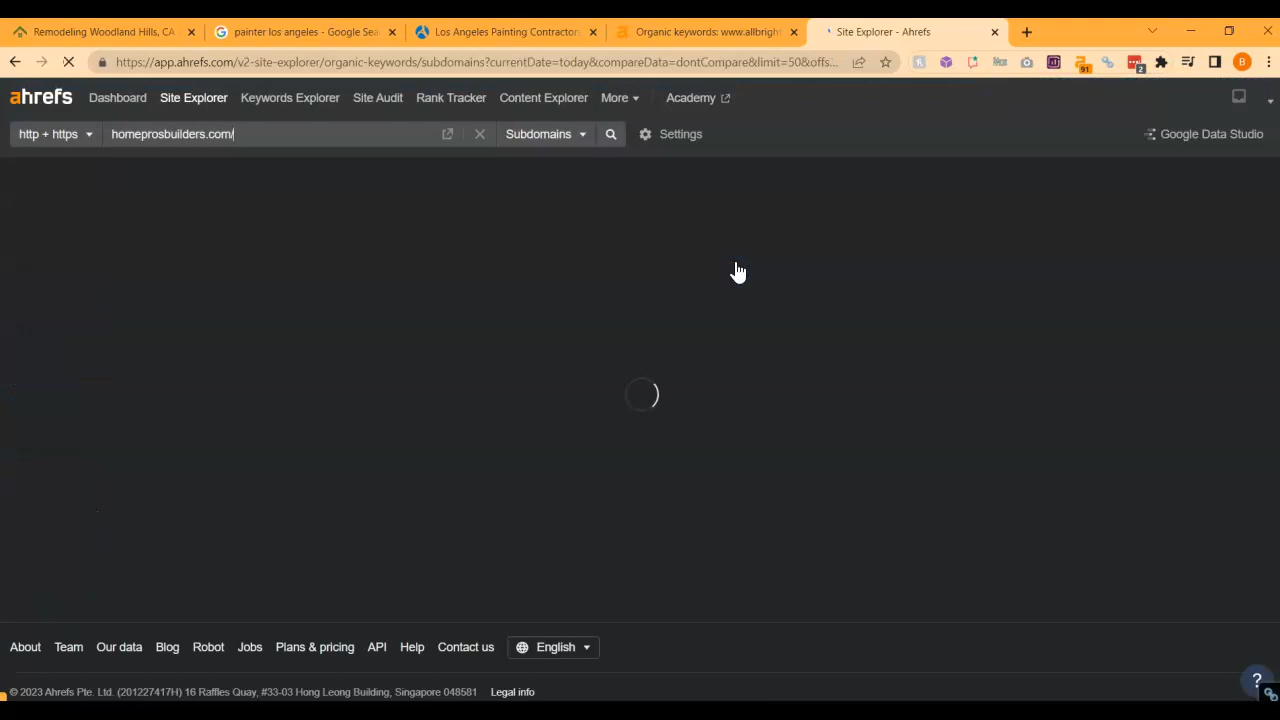 Remodeling Woodland Hills, CA
painter los angeles - Google Sea
Los Angeles Painting Contractors
Organic keywords: www.allbright
Site Explorer - Ahrefs
https://app.ahrefs.com/v2-site-explorer/organic-keywords/subdomains?currentDate=today&compareData=dontCompare&limit=50&offs...
91
2
B
ahrefs Dashboard Site Explorer Keywords Explorer Site Audit Rank Tracker Content Explorer More Academy
http + https homeprosbuilders.com/ Subdomains Settings Google Data Studio
About Team Our data Blog Robot Jobs Plans & pricing API Help Contact us English
© 2023 Ahrefs Pte. Ltd. (201227417H) 16 Raffles Quay, #33-03 Hong Leong Building, Singapore 048581 Legal info
?